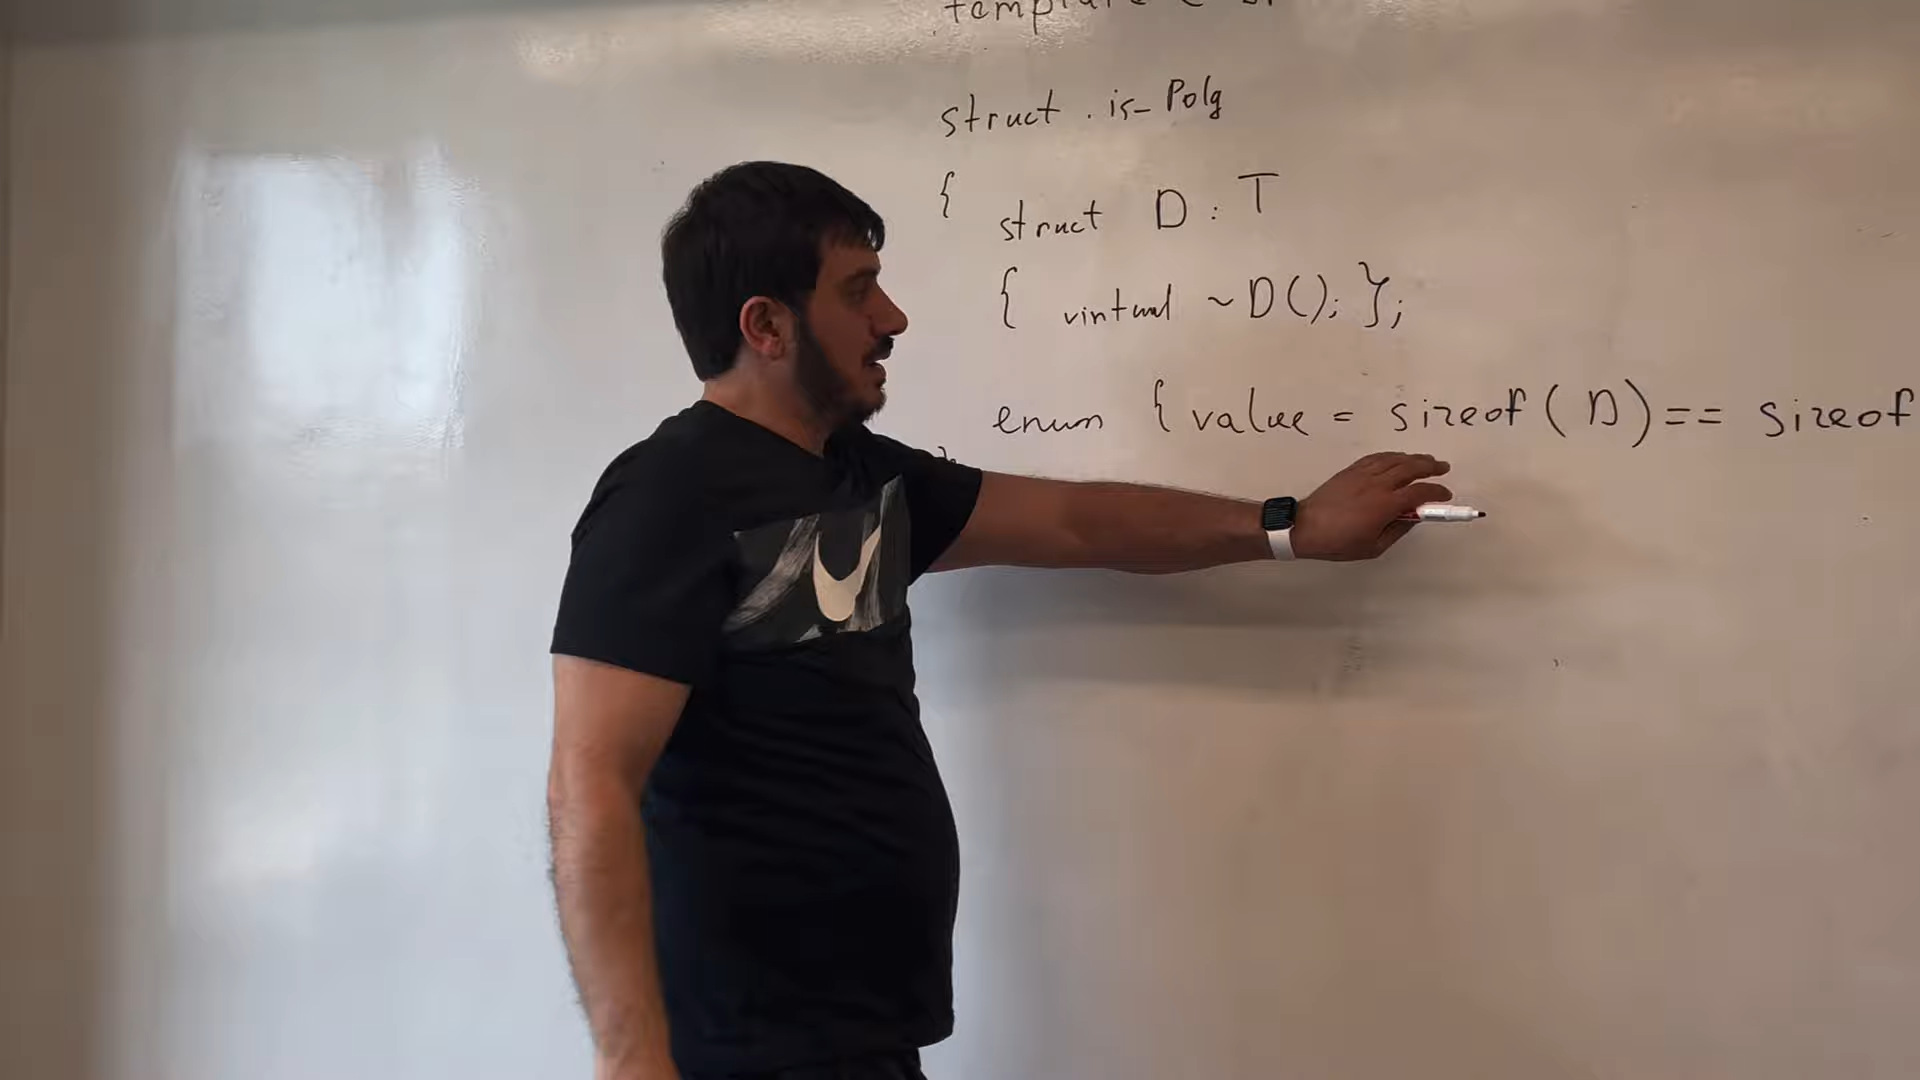 struct . is_Polg
{ struct D : T
{ virtual ~D(); };
enum { value = sizeof(D) == sizeof
};